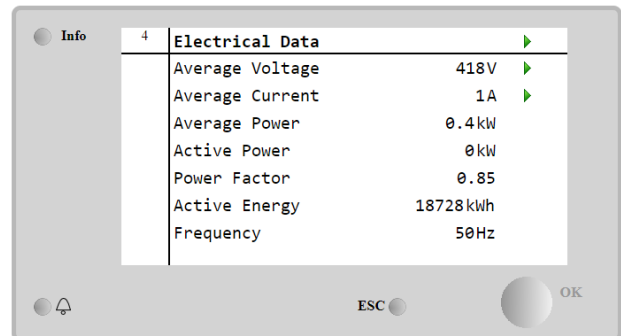 Info
4 Electrical Data
Average Voltage 418V
Average Current 1A
Average Power 0.4kW
Active Power 0kW
Power Factor 0.85
Active Energy 18728kWh
Frequency 50Hz
ESC
OK